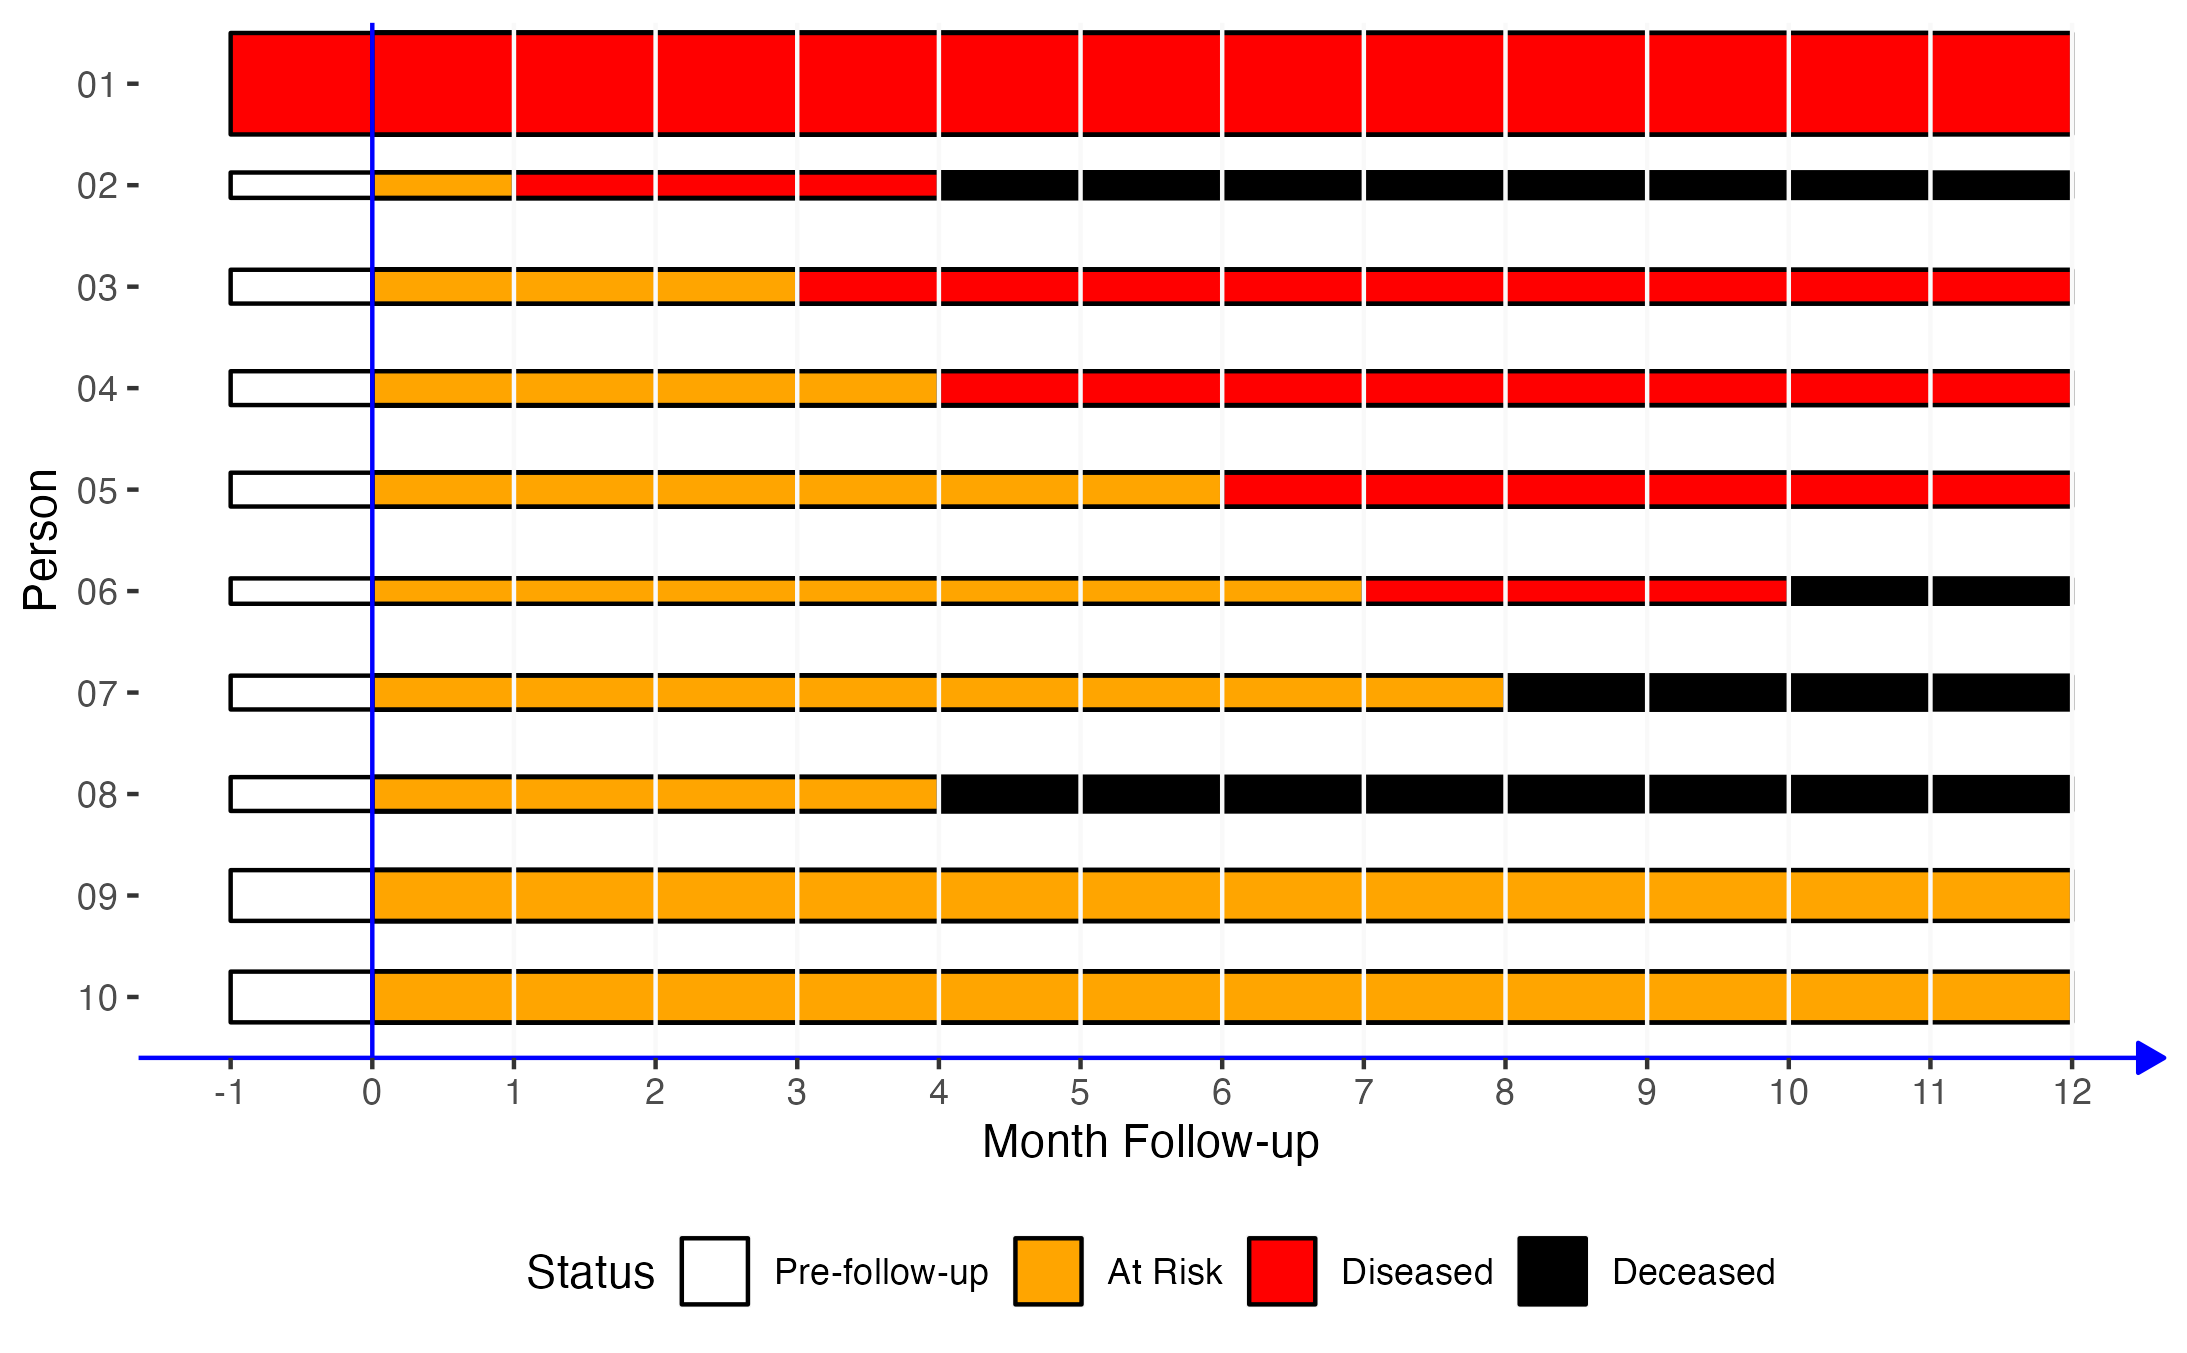 Person
01
02
03
04
05
06
07
08
09
10
-1 0 1 2 3 4 5 6 7 8 9 10 11 12
Month Follow-up
Status Pre-follow-up At Risk Diseased Deceased